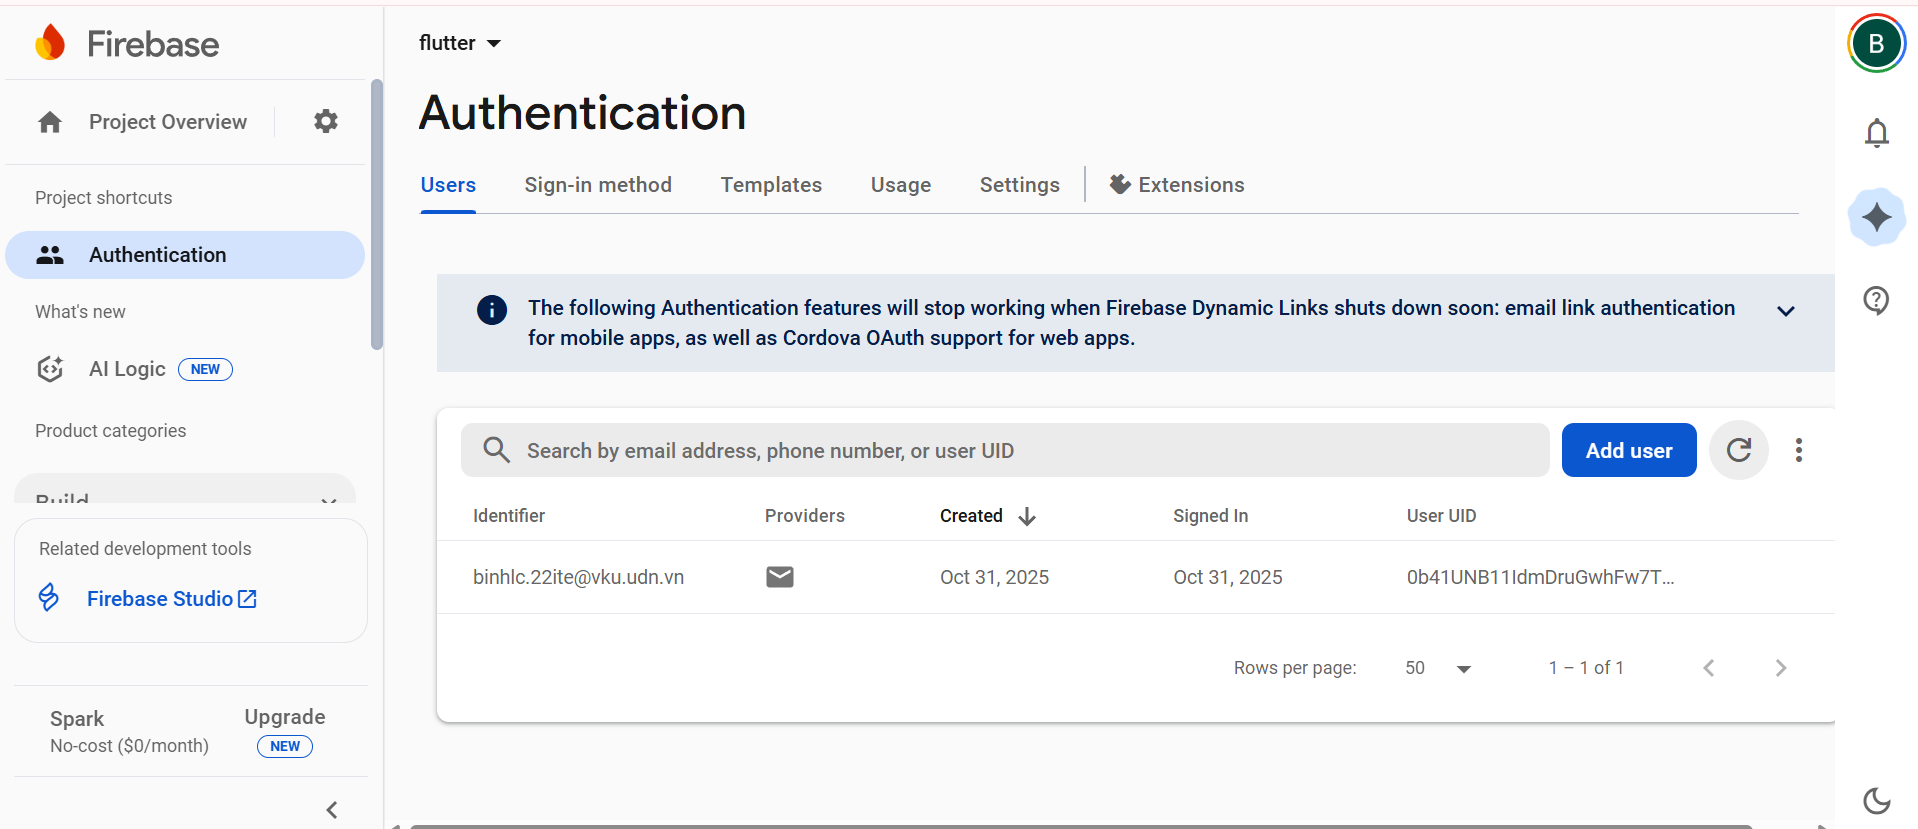 Firebase
Project Overview
Project shortcuts
Authentication
What's new
AI Logic NEW
Product categories
Build
Related development tools
Firebase Studio
Spark
No-cost ($0/month)
Upgrade
NEW
flutter
Authentication
Users Sign-in method Templates Usage Settings Extensions
The following Authentication features will stop working when Firebase Dynamic Links shuts down soon: email link authentication
for mobile apps, as well as Cordova OAuth support for web apps.
Search by email address, phone number, or user UID
Add user
Identifier Providers Created Signed In User UID
binhlc.22ite@vku.udn.vn Oct 31, 2025 Oct 31, 2025 0b41UNB11IdmDruGwhFw7T...
Rows per page: 50 1 – 1 of 1
B